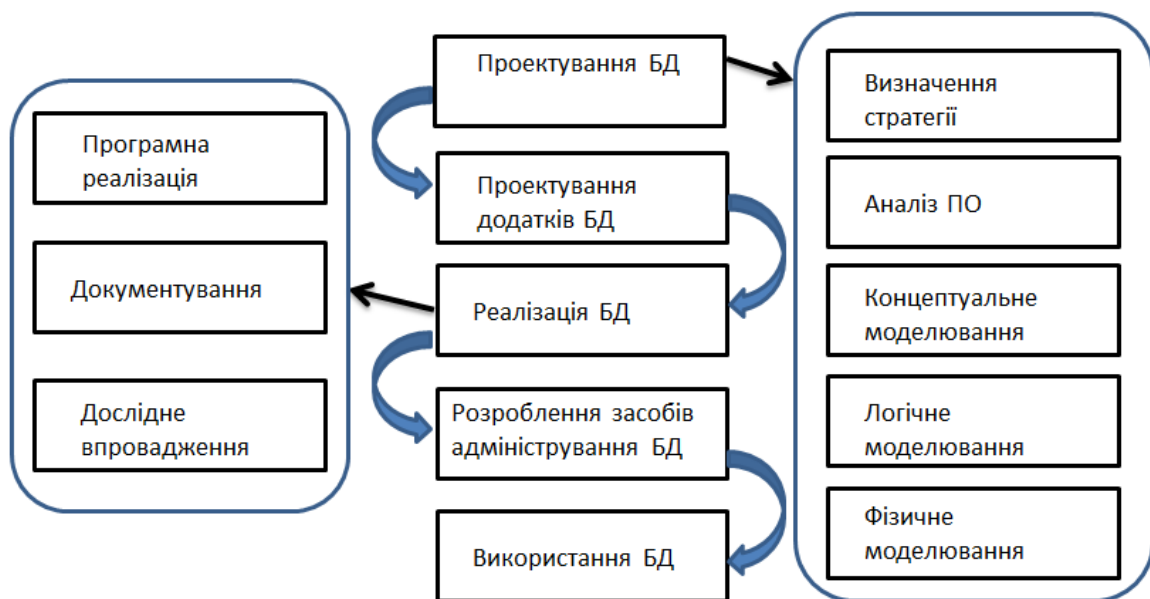 Проектування БД
Проектування
додатків БД
Реалізація БД
Розроблення засобів
адміністрування БД
Використання БД
Програмна
реалізація
Документування
Дослідне
впровадження
Визначення
стратегії
Аналіз ПО
Концептуальне
моделювання
Логічне
моделювання
Фізичне
моделювання